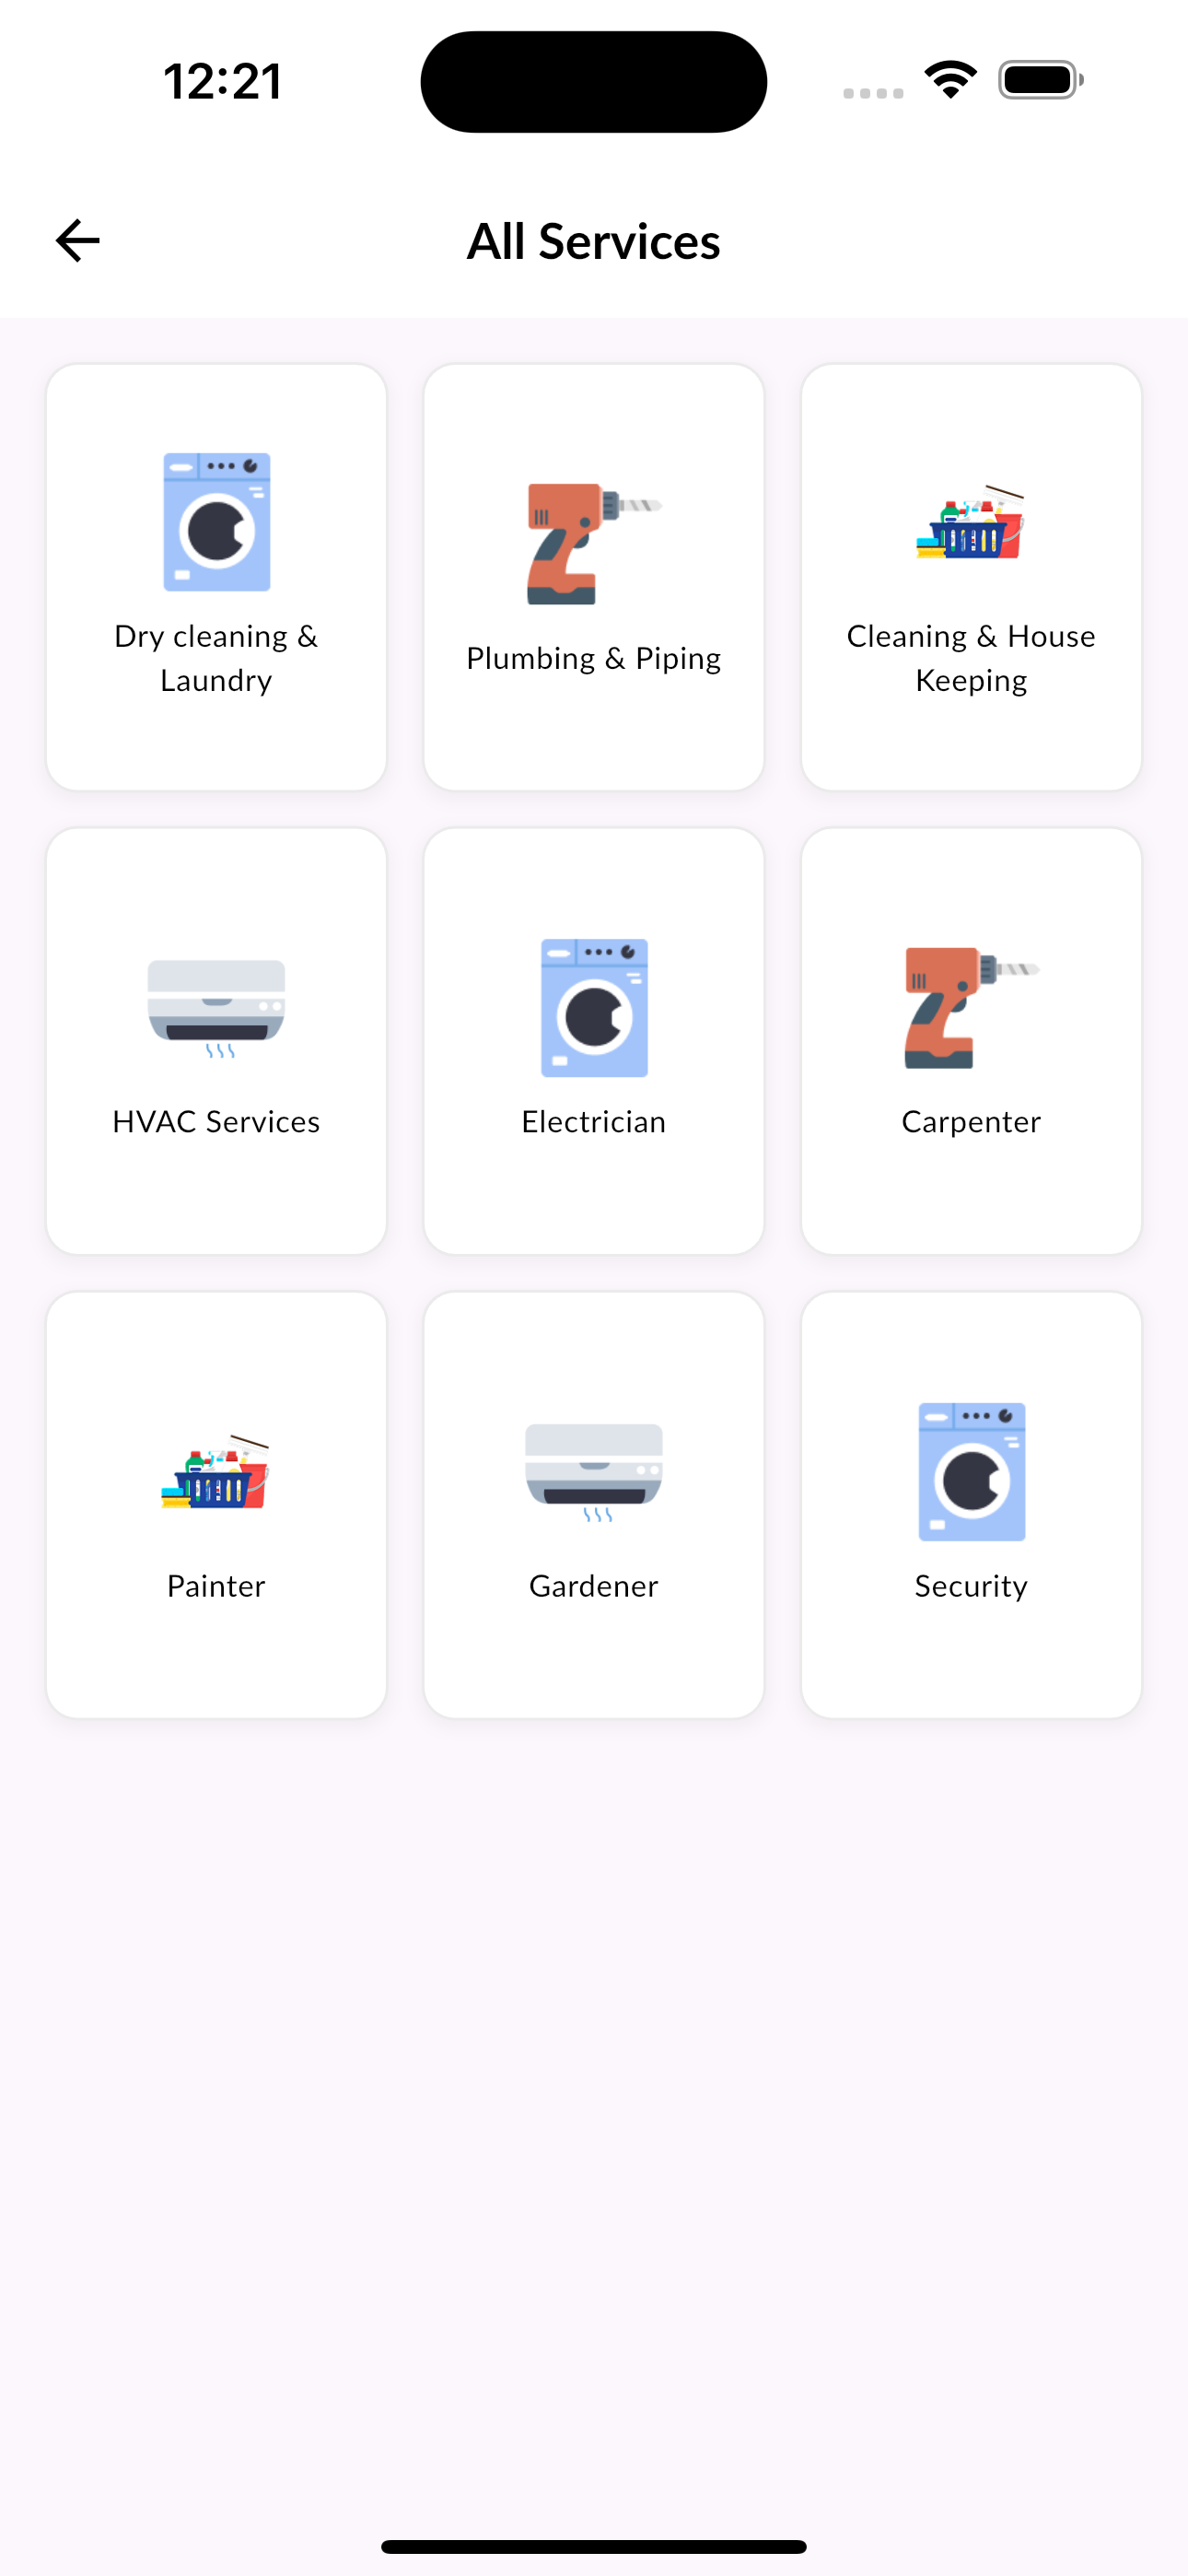 12:21
All Services
Dry cleaning &
Laundry
Plumbing & Piping
Cleaning & House
Keeping
HVAC Services
Electrician
Carpenter
Painter
Gardener
Security